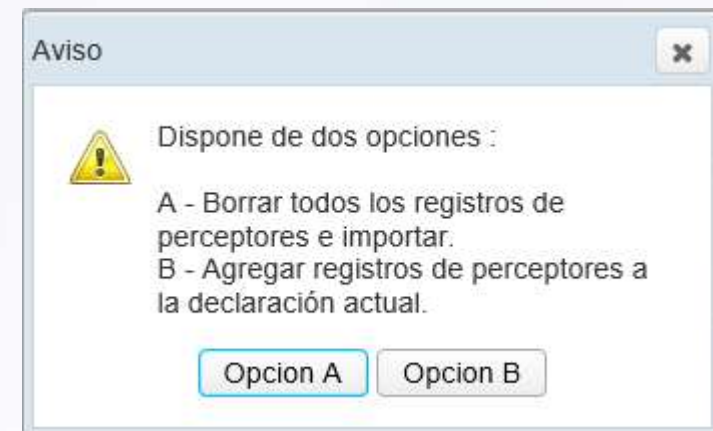 Aviso
Dispone de dos opciones :
A - Borrar todos los registros de
perceptores e importar.
B - Agregar registros de perceptores a
la declaración actual.
Opcion A
Opcion B